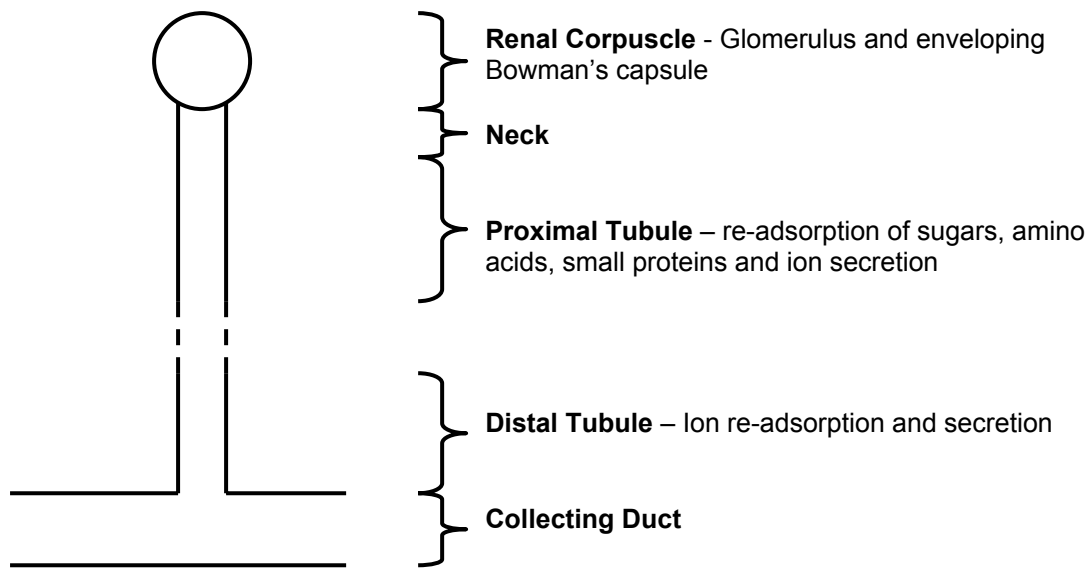 Renal Corpuscle - Glomerulus and enveloping
Bowman’s capsule
Neck
Proximal Tubule – re-adsorption of sugars, amino
acids, small proteins and ion secretion
Distal Tubule – Ion re-adsorption and secretion
Collecting Duct